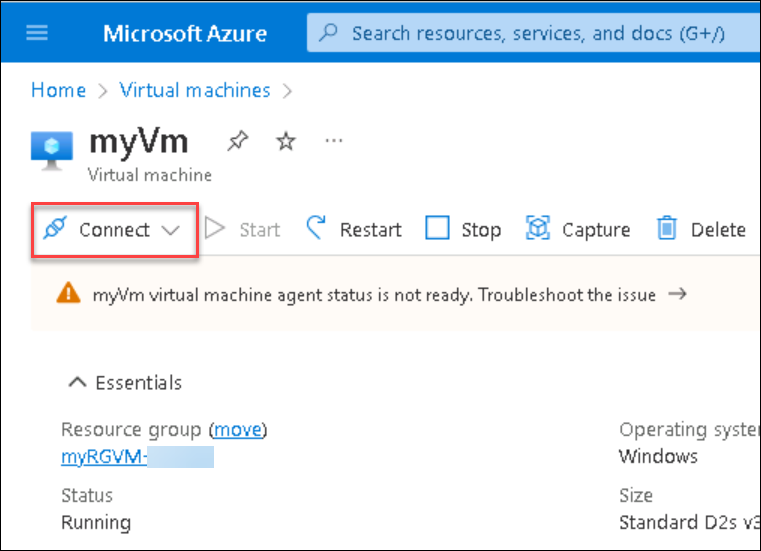 Microsoft Azure
Search resources, services, and docs (G+/)
Home > Virtual machines >
myVm
Virtual machine
Connect Start Restart Stop Capture Delete
myVm virtual machine agent status is not ready. Troubleshoot the issue →
Essentials
Resource group (move)
myRGVM-
Status
Running
Operating
Windows
Size
Standard D2s v3